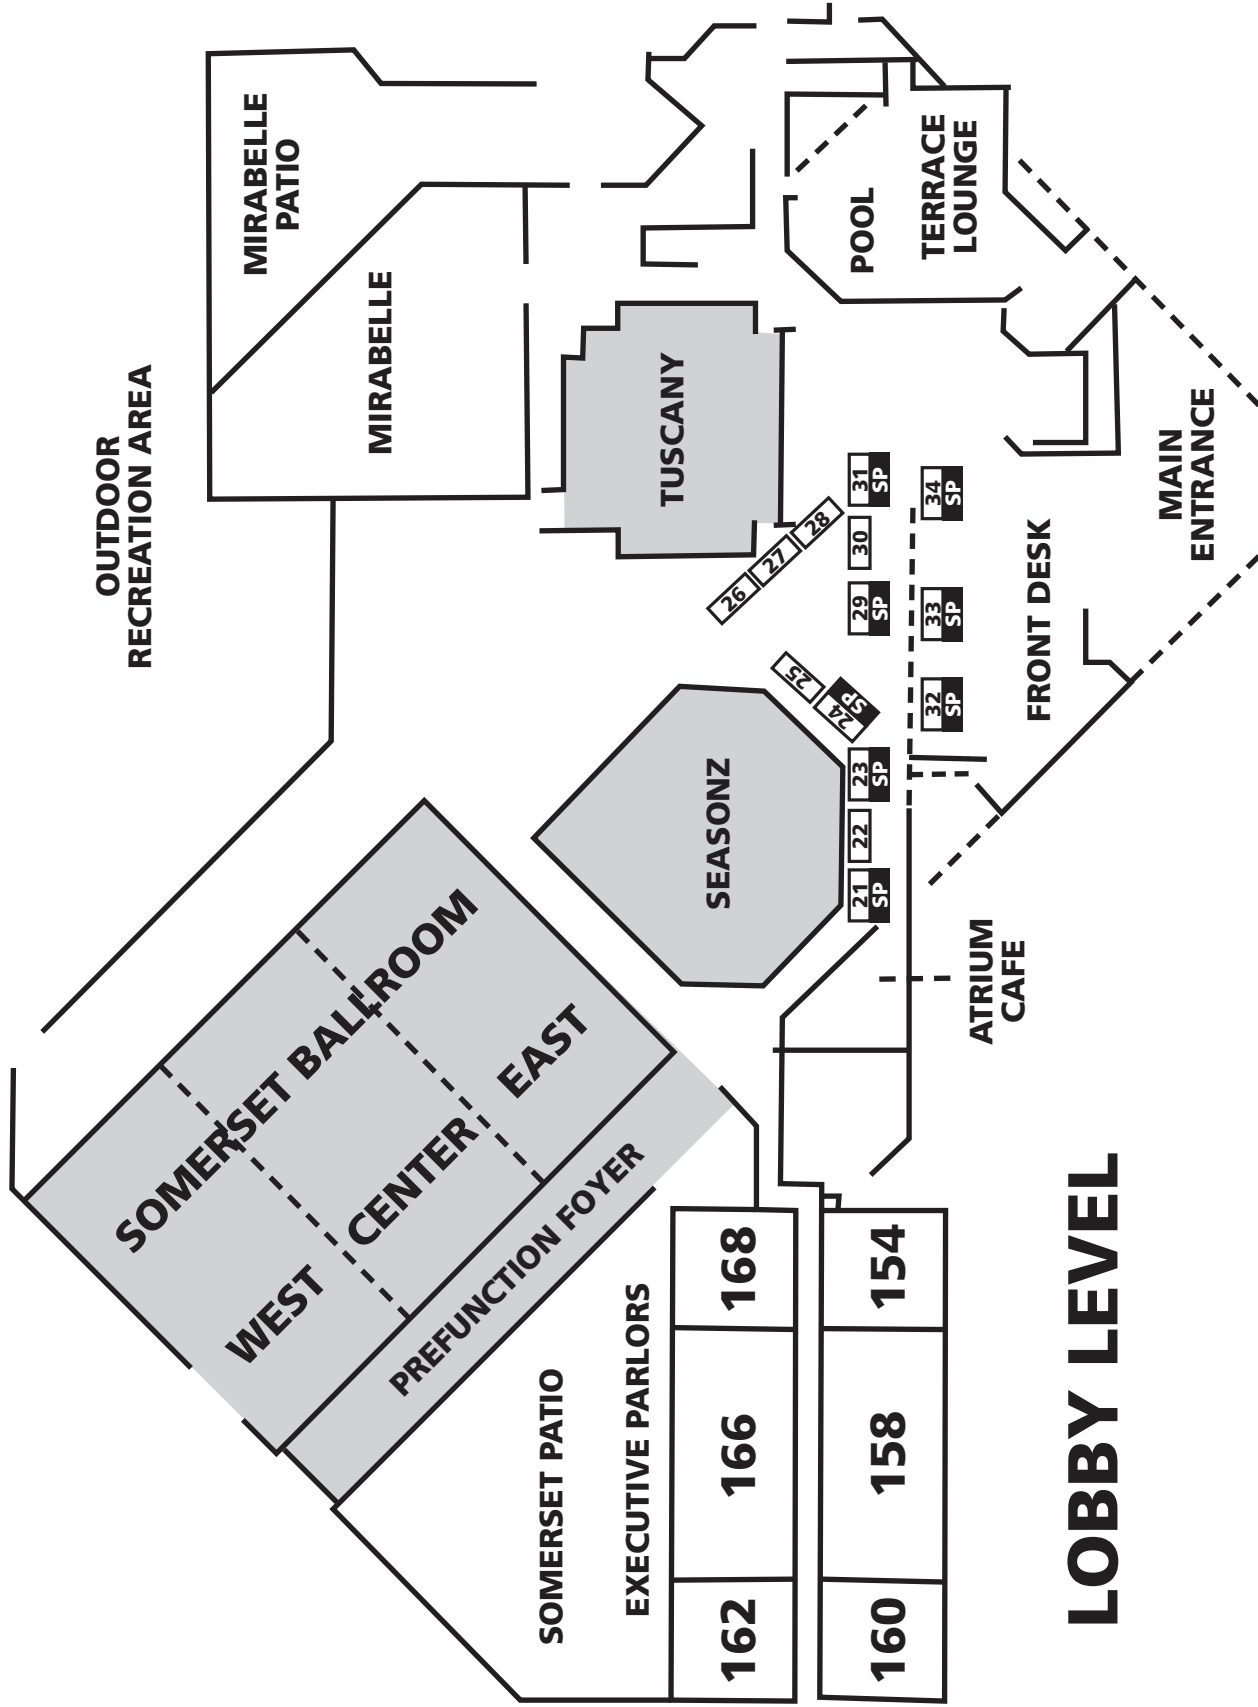 OUTDOOR
RECREATION AREA
MIRABELLE
PATIO
MIRABELLE
TUSCANY
POOL
TERRACE
LOUNGE
MAIN
ENTRANCE
FRONT DESK
SEASONZ
SOMERSET BALLROOM
WEST
CENTER
EAST
PREFUNCTION FOYER
SOMERSET PATIO
EXECUTIVE PARLORS
162
166
168
160
158
154
ATRIUM
CAFE
21
SP
22
23
SP
24
SP
25
26
27
28
29
SP
30
31
SP
32
SP
33
SP
34
SP
LOBBY LEVEL